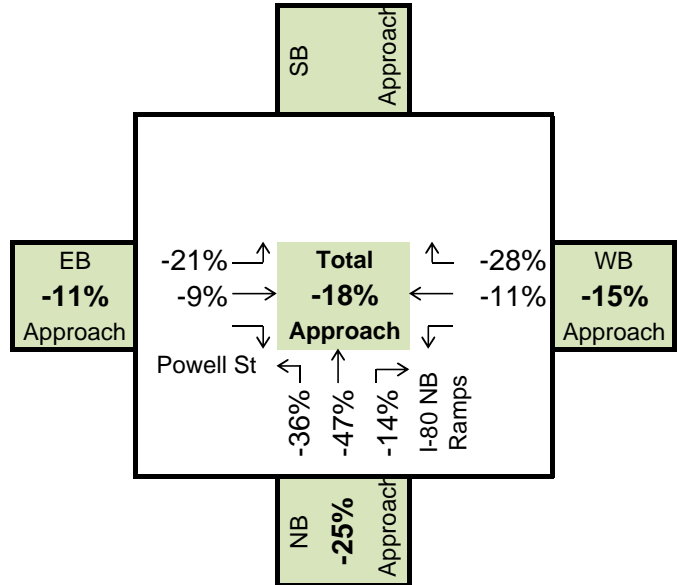 SB
Approach
EB
-11%
Approach
-21%
-9%
Total
-18%
Approach
-28%
-11%
WB
-15%
Approach
Powell St
-36%
-47%
-14%
I-80 NB
Ramps
NB
-25%
Approach